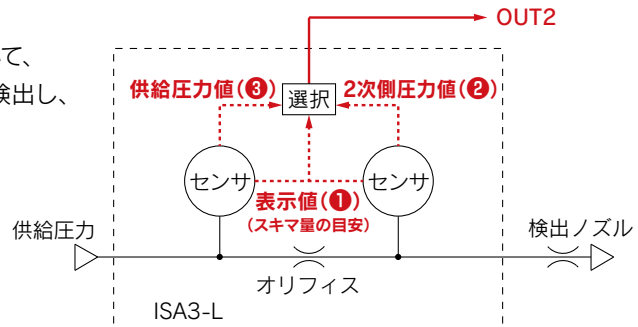 OUT2
て、
検出し、
供給圧力値(❸)
選択
2次側圧力値(❷)
センサ
センサ
表示値(❶)
(スキマ量の目安)
供給圧力
検出ノズル
オリフィス
ISA3-L